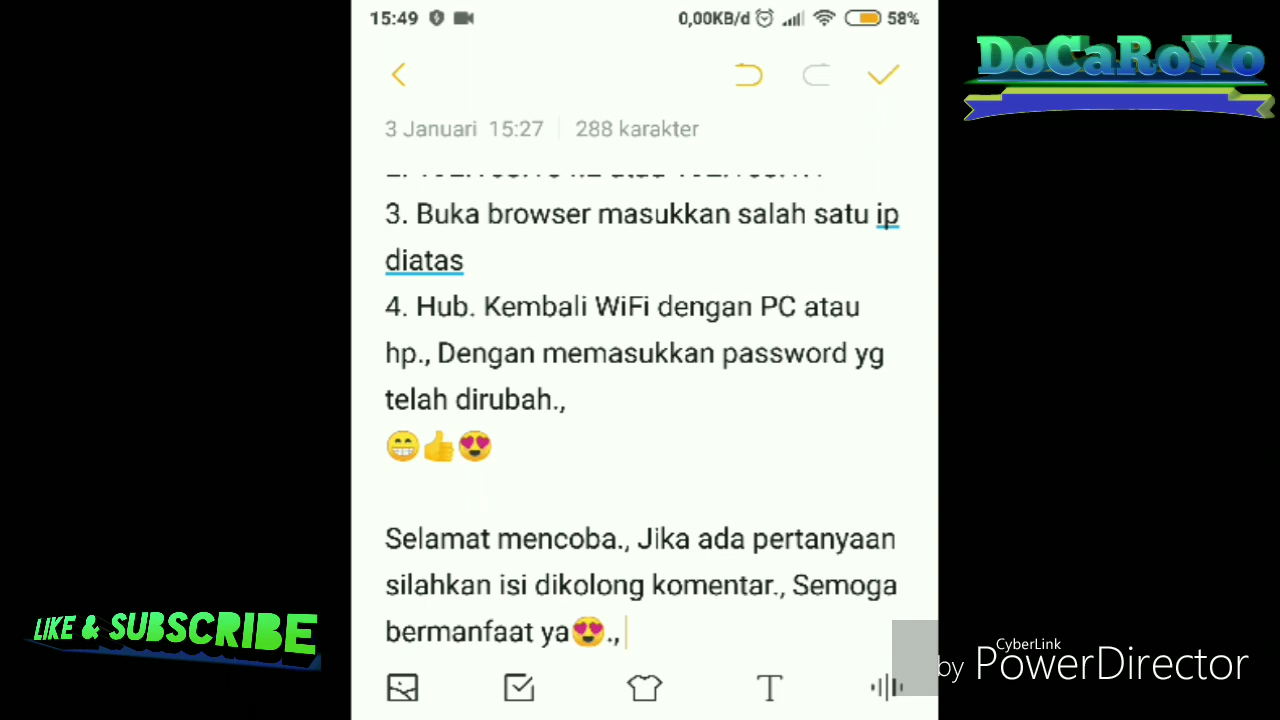 15:49
0,00KB/d
58%
DoCaRoYo
3 Januari 15:27
288 karakter
3. Buka browser masukkan salah satu ip
diatas
4. Hub. Kembali WiFi dengan PC atau
hp., Dengan memasukkan password yg
telah dirubah.,
😁👍😍
Selamat mencoba., Jika ada pertanyaan
silahkan isi dikolong komentar., Semoga
bermanfaat ya😍.,
LIKE & SUBSCRIBE
CyberLink
by PowerDirector